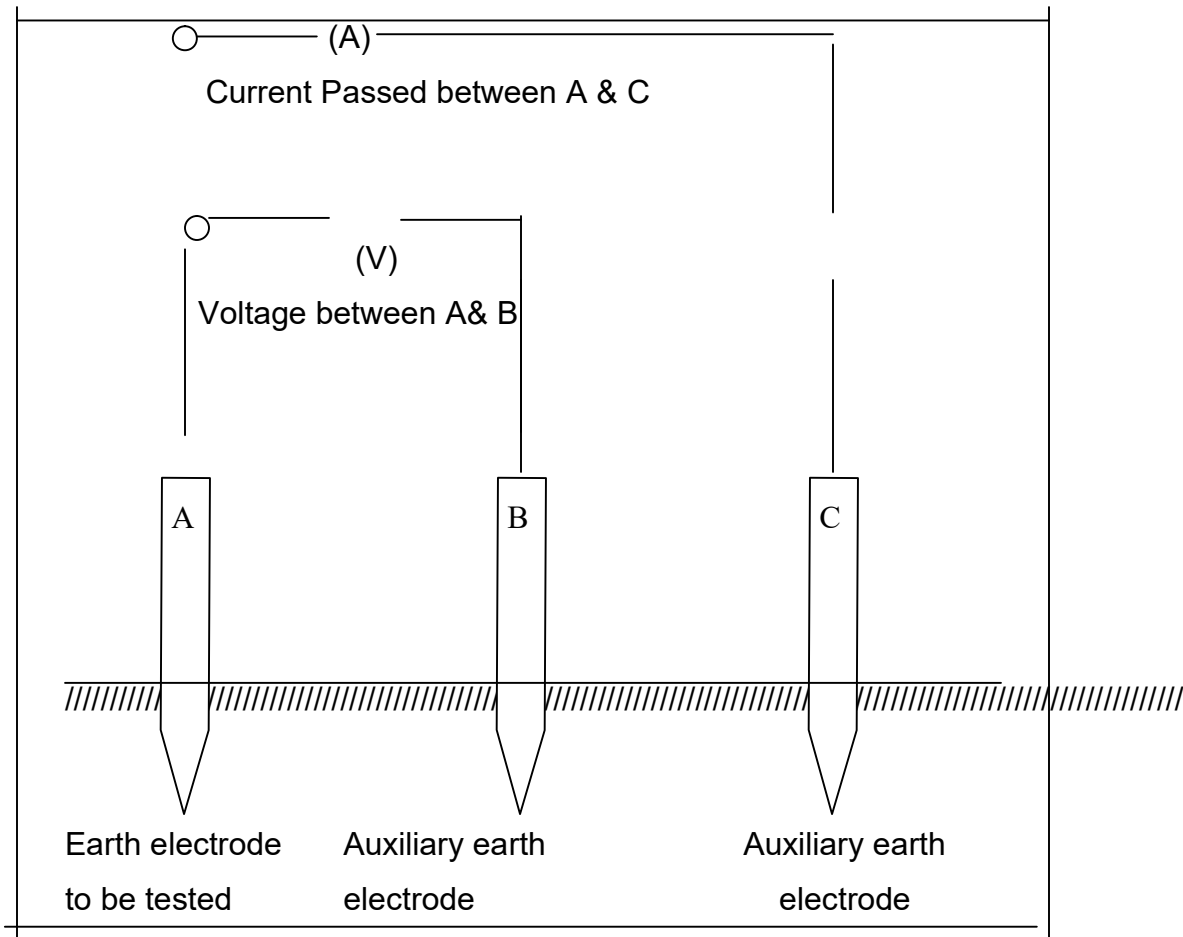 (A)
Current Passed between A & C
(V)
Voltage between A& B
A
B
C
Earth electrode
to be tested
Auxiliary earth
electrode
Auxiliary earth
electrode